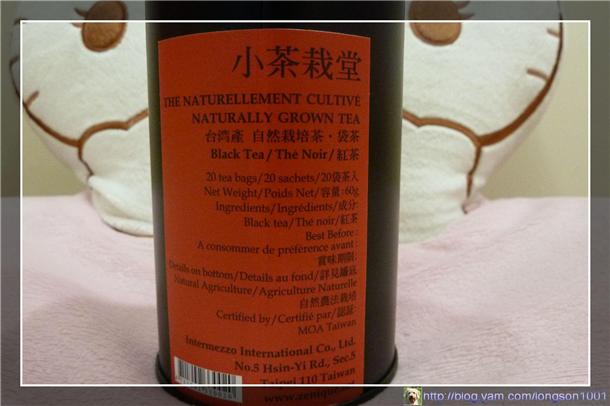 小茶栽堂
THE NATURELLEMENT CULTIVÉ
NATURALLY GROWN TEA
台湾產 自然栽培茶・袋茶
Black Tea/Thé Noir/紅茶
20 tea bags/20 sachets/20袋茶入
Net Weight/Poids Net/容量:60g
Ingredients/Ingrédients/成分:
Black tea/Thé noir/紅茶
Best Before:
A consommer de préférence avant:
賞味期限:
Details on bottom/Details au fond/詳見罐底
Natural Agriculture/Agriculture Naturelle
自然農法栽培
Certified by/Certifié par/認証:
MOA Taiwan
Intermezzo International Co., Ltd.
No.5 Hsin-Yi Rd., Sec.5
Taipei 110 Taiwan
http://blog.yam.com/longson1001